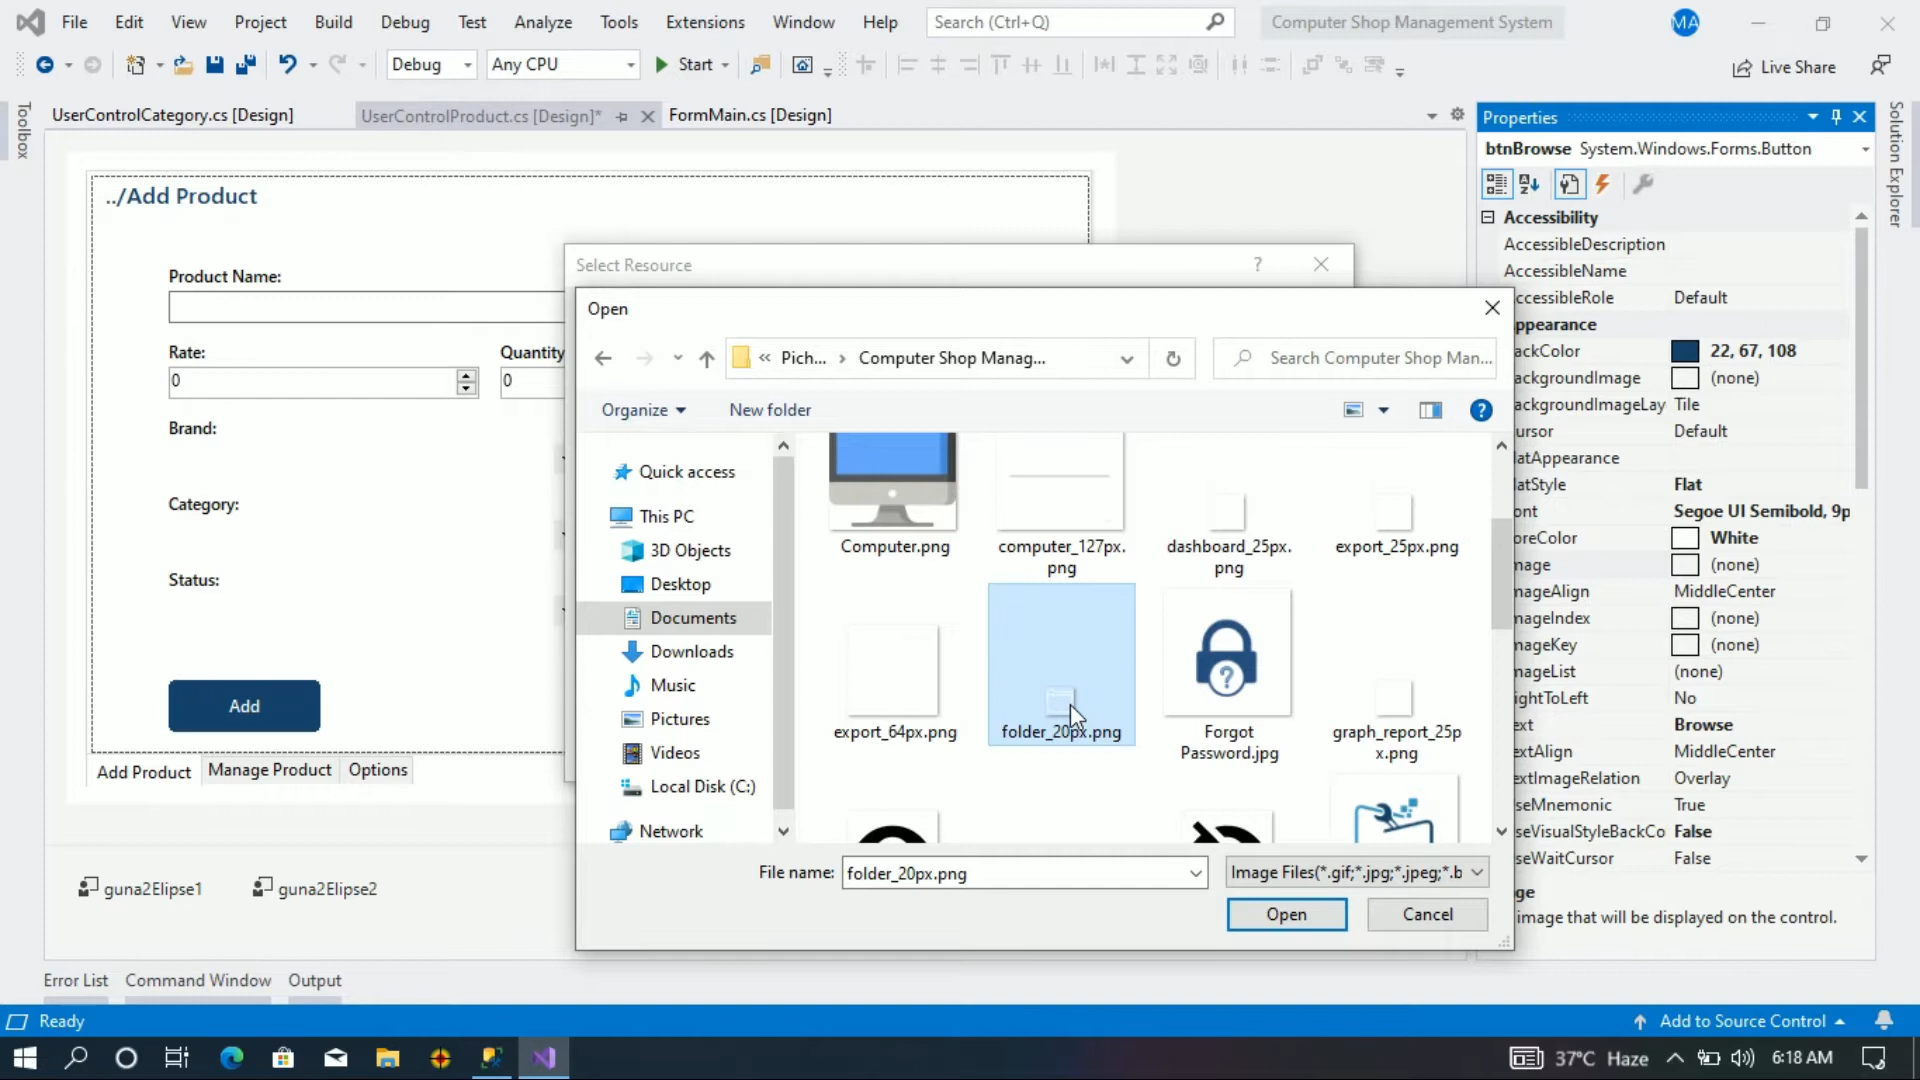 File Edit View Project Build Debug Test Analyze Tools Extensions Window Help Search (Ctrl+Q) Computer Shop Management System MA
Debug Any CPU Start Live Share
Toolbox
UserControlCategory.cs [Design] UserControlProduct.cs [Design]* FormMain.cs [Design]
../Add Product
Product Name:
Rate: Quantity
0 0
Brand:
Category:
Status:
Add
Add Product Manage Product Options
guna2Elipse1 guna2Elipse2
Select Resource ?
Open
« Pich... › Computer Shop Manag... Search Computer Shop Man...
Organize New folder ?
Quick access
This PC
3D Objects
Desktop
Documents
Downloads
Music
Pictures
Videos
Local Disk (C:)
Network
Computer.png
computer_127px.
png
dashboard_25px.
png
export_25px.png
export_64px.png
folder_20px.png
Forgot
Password.jpg
graph_report_25p
x.png
File name: folder_20px.png Image Files(*.gif;*.jpg;*.jpeg;*.b
Open Cancel
Properties
btnBrowse System.Windows.Forms.Button
Accessibility
AccessibleDescription
AccessibleName
ccessibleRole Default
ppearance
ackColor 22, 67, 108
ackgroundImage (none)
ackgroundImageLay Tile
ursor Default
latAppearance
latStyle Flat
ont Segoe UI Semibold, 9p
oreColor White
mage (none)
mageAlign MiddleCenter
mageIndex (none)
mageKey (none)
mageList (none)
ightToLeft No
ext Browse
extAlign MiddleCenter
extImageRelation Overlay
seMnemonic True
seVisualStyleBackCo False
seWaitCursor False
ge
image that will be displayed on the control.
Solution Explorer
Error List Command Window Output
Ready Add to Source Control
37°C Haze 6:18 AM